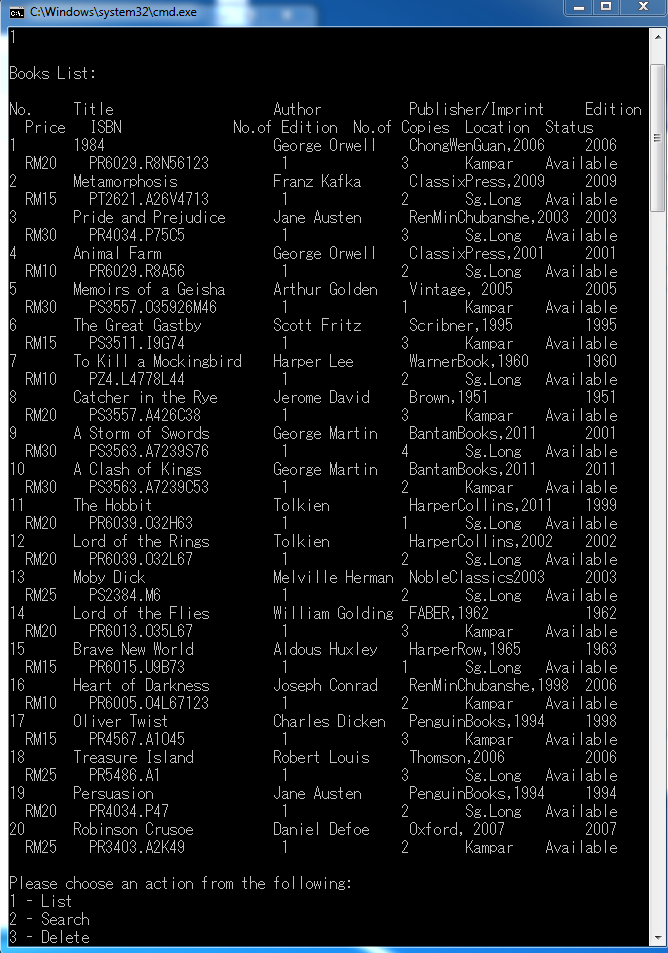 C:\Windows\system32\cmd.exe
1
Books List:
No. Title Author Publisher/Imprint Edition
Price ISBN No.of Edition No.of Copies Location Status
1 1984 George Orwell ChongWenGuan,2006 2006
RM20 PR6029.R8N56123 1 3 Kampar Available
2 Metamorphosis Franz Kafka ClassixPress,2009 2009
RM15 PT2621.A26V4713 1 2 Sg.Long Available
3 Pride and Prejudice Jane Austen RenMinChubanshe,2003 2003
RM30 PR4034.P75C5 1 3 Sg.Long Available
4 Animal Farm George Orwell ClassixPress,2001 2001
RM10 PR6029.R8A56 1 2 Sg.Long Available
5 Memoirs of a Geisha Arthur Golden Vintage, 2005 2005
RM30 PS3557.O35926M46 1 1 Kampar Available
6 The Great Gastby Scott Fritz Scribner,1995 1995
RM15 PS3511.I9G74 1 3 Kampar Available
7 To Kill a Mockingbird Harper Lee WarnerBook,1960 1960
RM10 PZ4.L4778L44 1 2 Sg.Long Available
8 Catcher in the Rye Jerome David Brown,1951 1951
RM20 PS3557.A426C38 1 3 Kampar Available
9 A Storm of Swords George Martin BantamBooks,2011 2001
RM30 PS3563.A7239S76 1 4 Sg.Long Available
10 A Clash of Kings George Martin BantamBooks,2011 2011
RM30 PS3563.A7239C53 1 2 Kampar Available
11 The Hobbit Tolkien HarperCollins,2011 1999
RM20 PR6039.O32H63 1 1 Sg.Long Available
12 Lord of the Rings Tolkien HarperCollins,2002 2002
RM20 PR6039.O32L67 1 2 Sg.Long Available
13 Moby Dick Melville Herman NobleClassics2003 2003
RM25 PS2384.M6 1 2 Sg.Long Available
14 Lord of the Flies William Golding FABER,1962 1962
RM20 PR6013.O35L67 1 3 Kampar Available
15 Brave New World Aldous Huxley HarperRow,1965 1963
RM15 PR6015.U9B73 1 1 Sg.Long Available
16 Heart of Darkness Joseph Conrad RenMinChubanshe,1998 2006
RM10 PR6005.O4L67123 1 2 Kampar Available
17 Oliver Twist Charles Dicken PenguinBooks,1994 1998
RM15 PR4567.A1O45 1 3 Kampar Available
18 Treasure Island Robert Louis Thomson,2006 2006
RM25 PR5486.A1 1 3 Sg.Long Available
19 Persuasion Jane Austen PenguinBooks,1994 1994
RM20 PR4034.P47 1 2 Sg.Long Available
20 Robinson Crusoe Daniel Defoe Oxford, 2007 2007
RM25 PR3403.A2K49 1 2 Kampar Available
Please choose an action from the following:
1 - List
2 - Search
3 - Delete